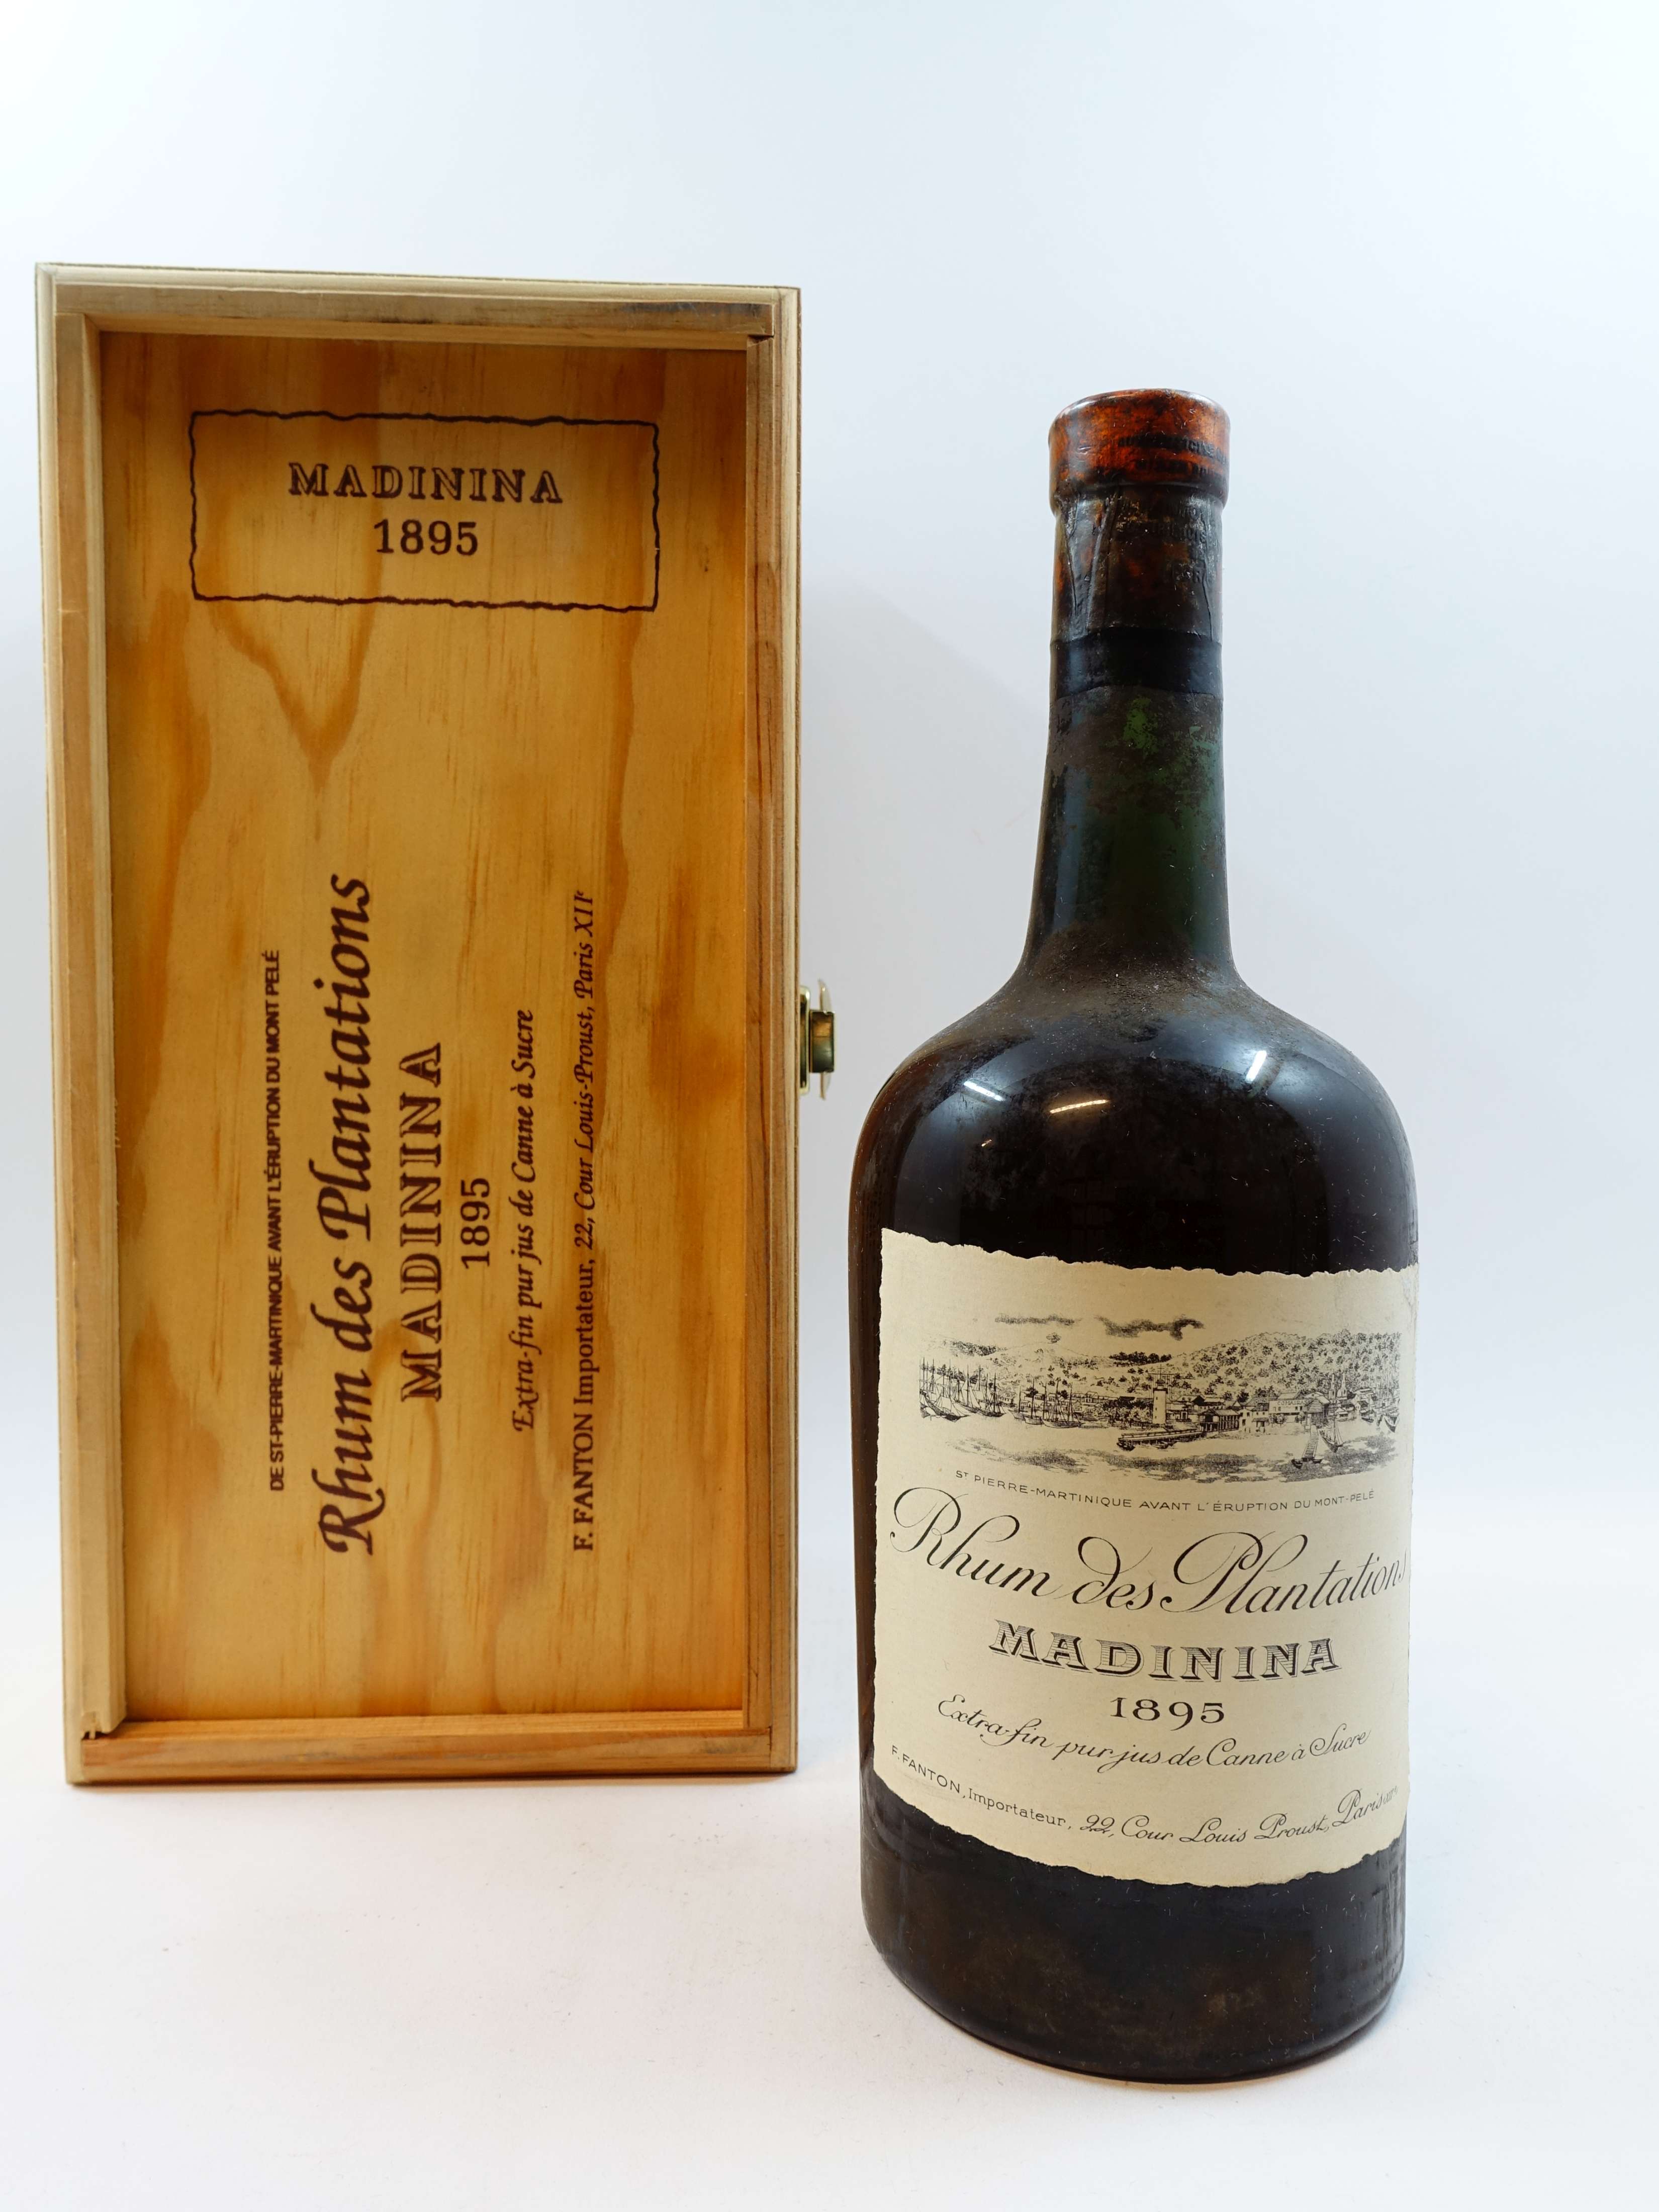 MADININA
1895
DE ST-PIERRE-MARTINIQUE AVANT L'ÉRUPTION DU MONT PELÉ
Rhum des Plantations
MADININA
1895
Extra-fin pur jus de Canne à Sucre
F. FANTON Importateur, 22, Cour Louis-Proust, Paris XIIe
ST PIERRE-MARTINIQUE AVANT L'ÉRUPTION DU MONT-PELÉ
Rhum des Plantations
MADININA
1895
Extra-fin pur jus de Canne à Sucre
F. FANTON, Importateur, 22, Cour Louis Proust, Paris